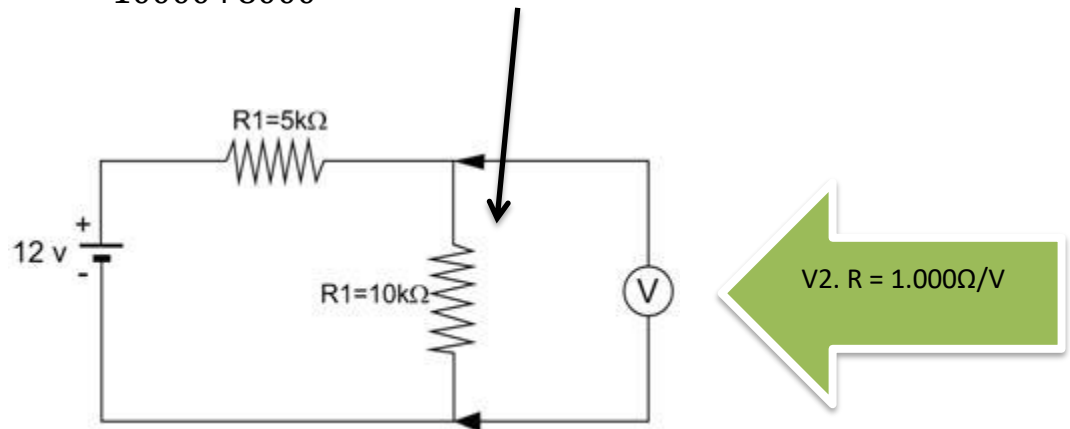 R1=5kΩ
+
12 v
-
R1=10kΩ
V
V2. R = 1.000Ω/V